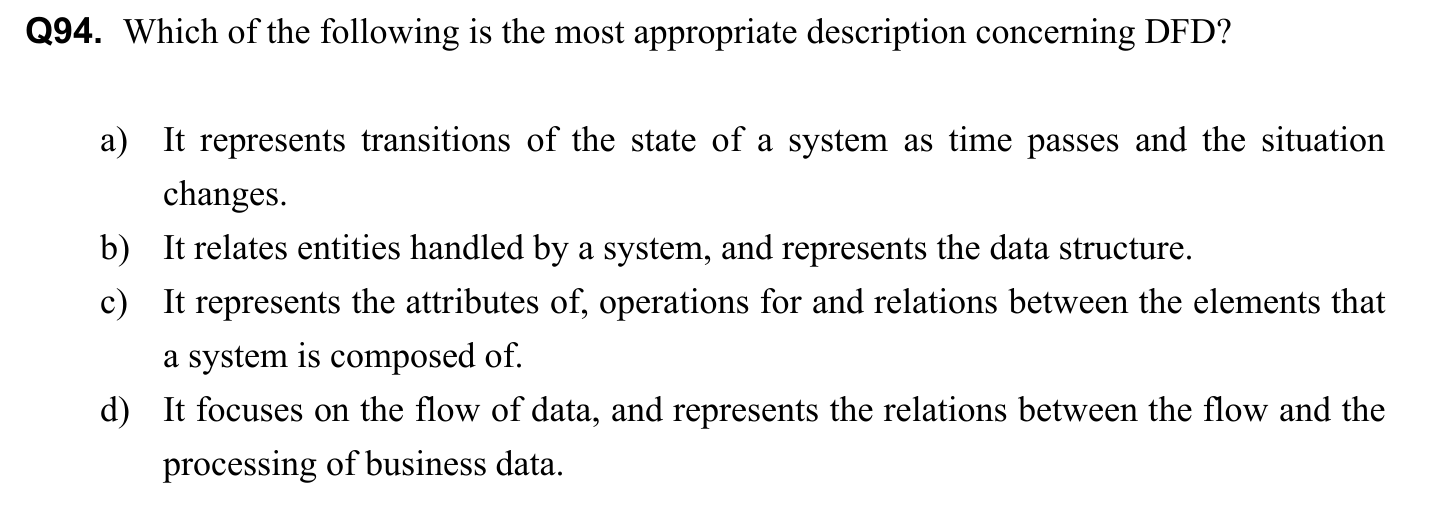 Q94. Which of the following is the most appropriate description concerning DFD?
a) It represents transitions of the state of a system as time passes and the situation
changes.
b) It relates entities handled by a system, and represents the data structure.
c) It represents the attributes of, operations for and relations between the elements that
a system is composed of.
d) It focuses on the flow of data, and represents the relations between the flow and the
processing of business data.